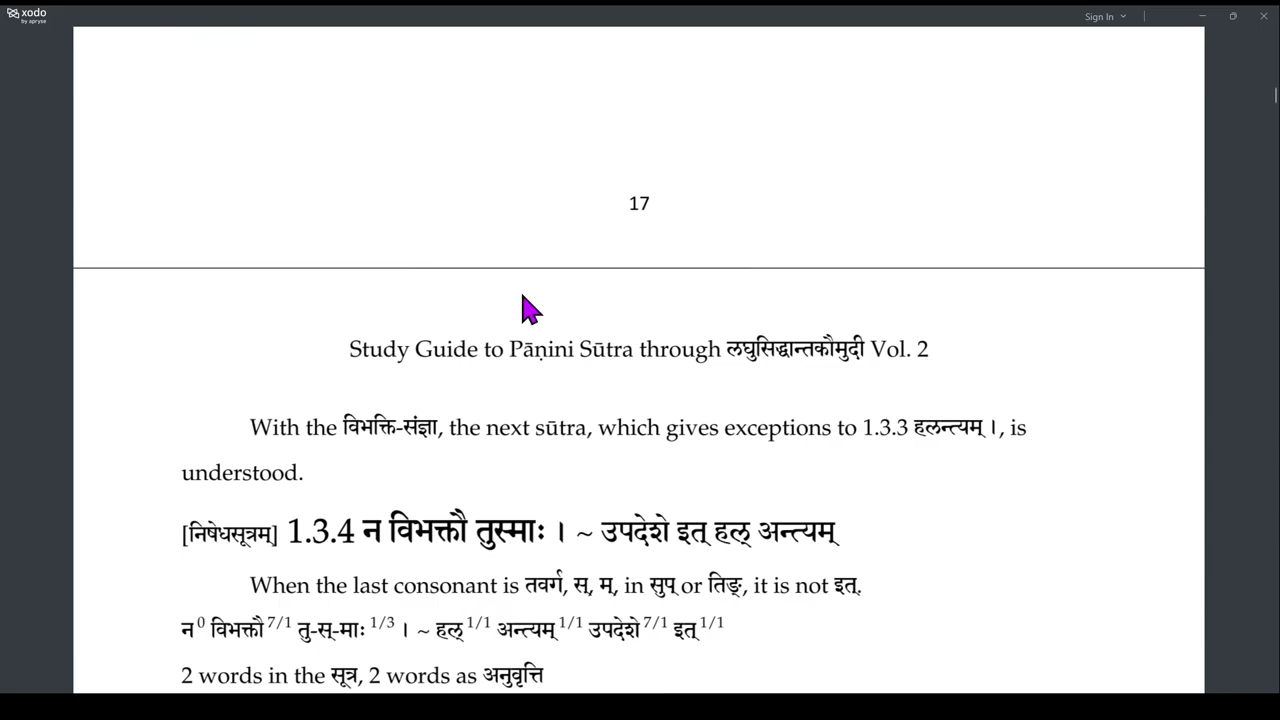 xodo
by apryse
Sign In
17
Study Guide to Pāṇini Sūtra through लघुसिद्धान्तकौमुदी Vol. 2
With the विभक्ति-संज्ञा, the next sūtra, which gives exceptions to 1.3.3 हलन्त्यम् ।, is
understood.
[निषेधसूत्रम्] 1.3.4 न विभक्तौ तुस्माः । ~ उपदेशे इत् हल् अन्त्यम्
When the last consonant is तवर्ग, स्, म्, in सुप् or तिङ्, it is not इत्.
न 0 विभक्तौ 7/1 तु-स्-माः 1/3 । ~ हल् 1/1 अन्त्यम् 1/1 उपदेशे 7/1 इत् 1/1
2 words in the सूत्र, 2 words as अनुवृत्ति